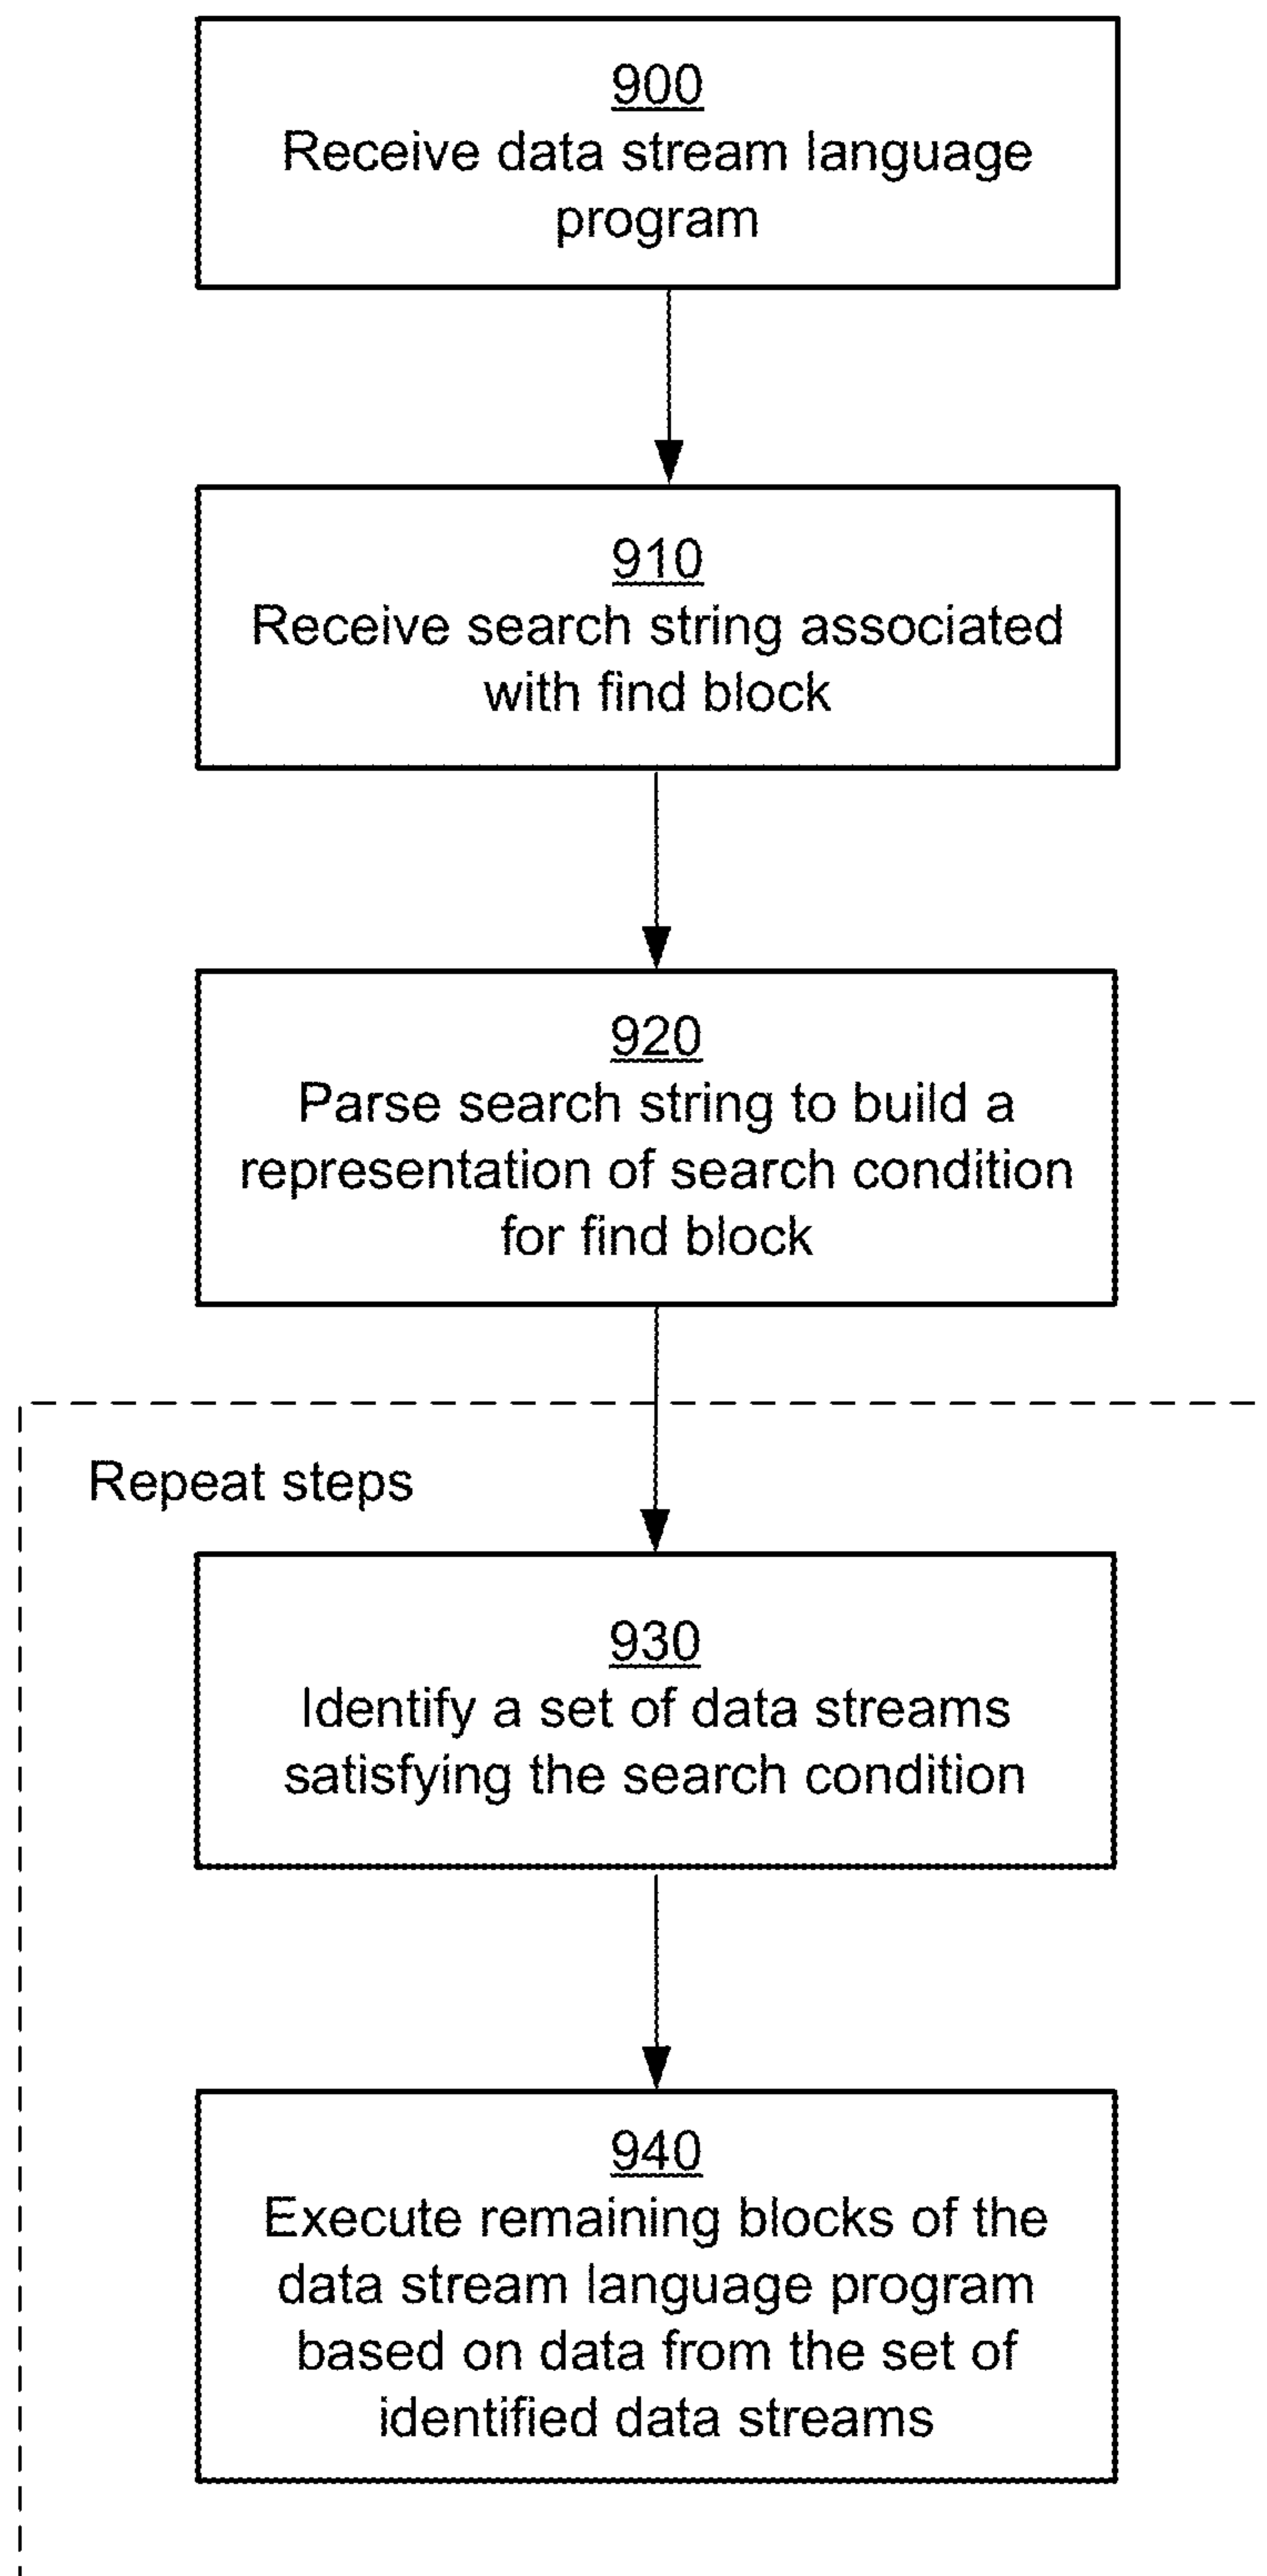 900
Receive data stream language
program
910
Receive search string associated
with find block
920
Parse search string to build a
representation of search condition
for find block
Repeat steps
930
Identify a set of data streams
satisfying the search condition
940
Execute remaining blocks of the
data stream language program
based on data from the set of
identified data streams